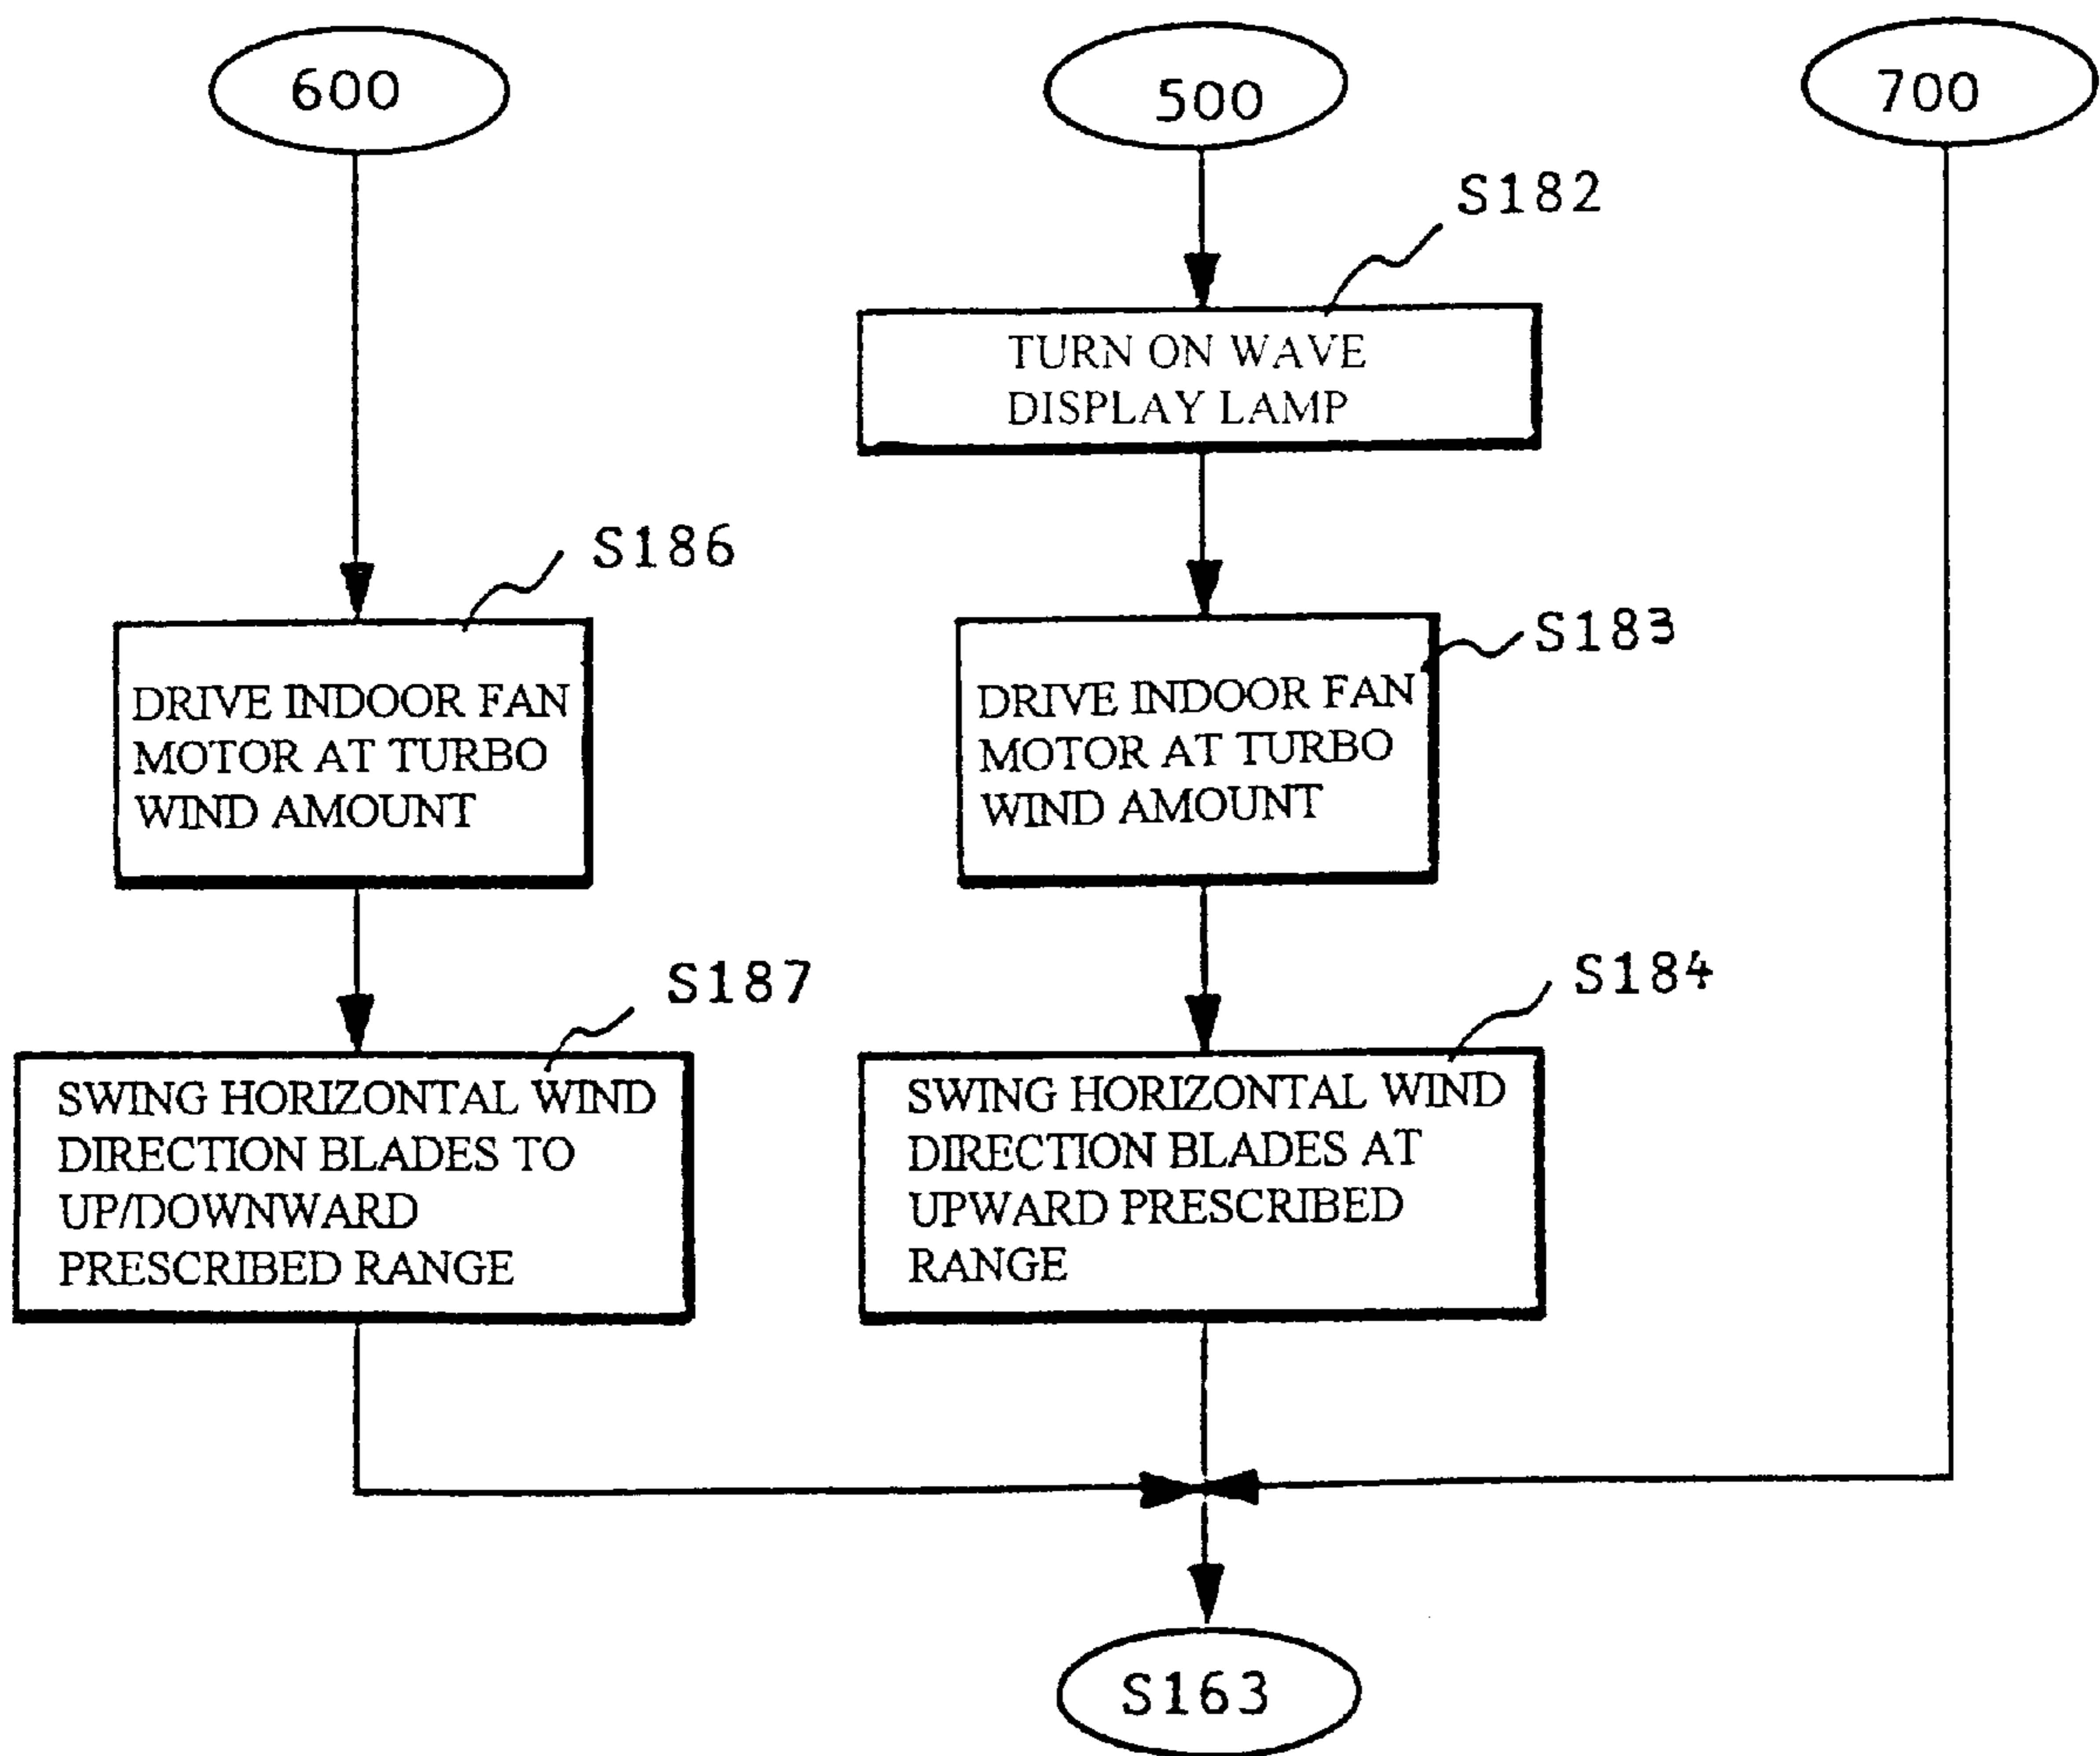 600
500
700
S182
TURN ON WAVE
DISPLAY LAMP
S186
DRIVE INDOOR FAN
MOTOR AT TURBO
WIND AMOUNT
S183
DRIVE INDOOR FAN
MOTOR AT TURBO
WIND AMOUNT
S187
SWING HORIZONTAL WIND
DIRECTION BLADES TO
UP/DOWNWARD
PRESCRIBED RANGE
S184
SWING HORIZONTAL WIND
DIRECTION BLADES AT
UPWARD PRESCRIBED
RANGE
S163